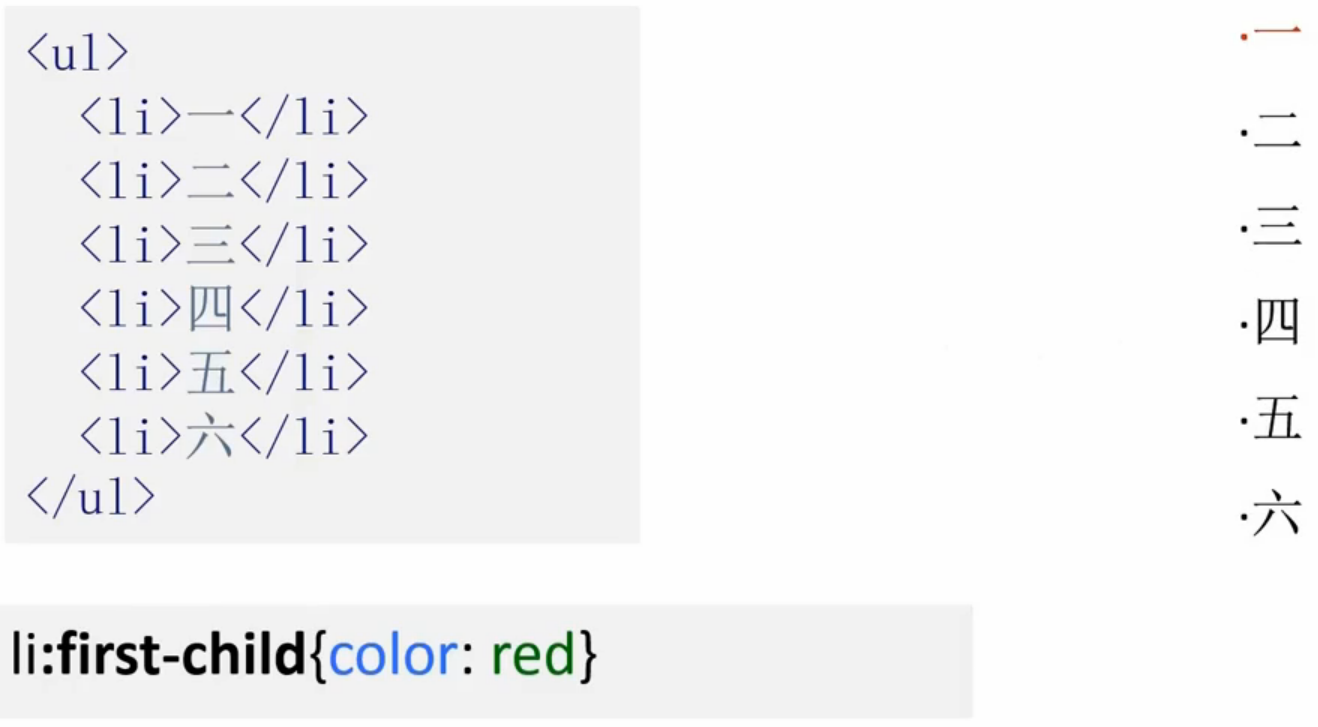 <ul>
<li>一</li>
<li>二</li>
<li>三</li>
<li>四</li>
<li>五</li>
<li>六</li>
</ul>
·一
·二
·三
·四
·五
·六
li:first-child{color: red}